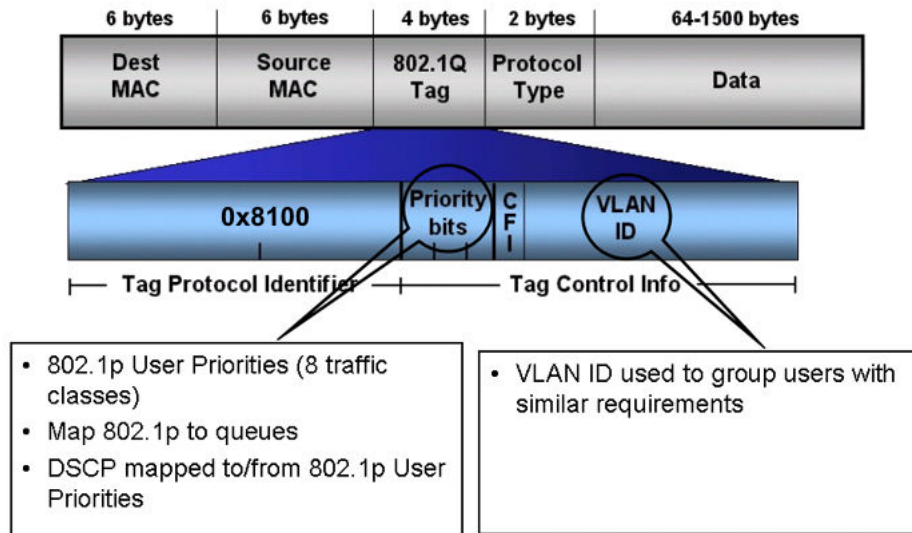 6 bytes 6 bytes 4 bytes 2 bytes 64-1500 bytes
Dest MAC
Source MAC
802.1Q Tag
Protocol Type
Data
0x8100
Priority bits
CFI
VLAN ID
Tag Protocol Identifier
Tag Control Info
• 802.1p User Priorities (8 traffic
classes)
• Map 802.1p to queues
• DSCP mapped to/from 802.1p User
Priorities
• VLAN ID used to group users with
similar requirements